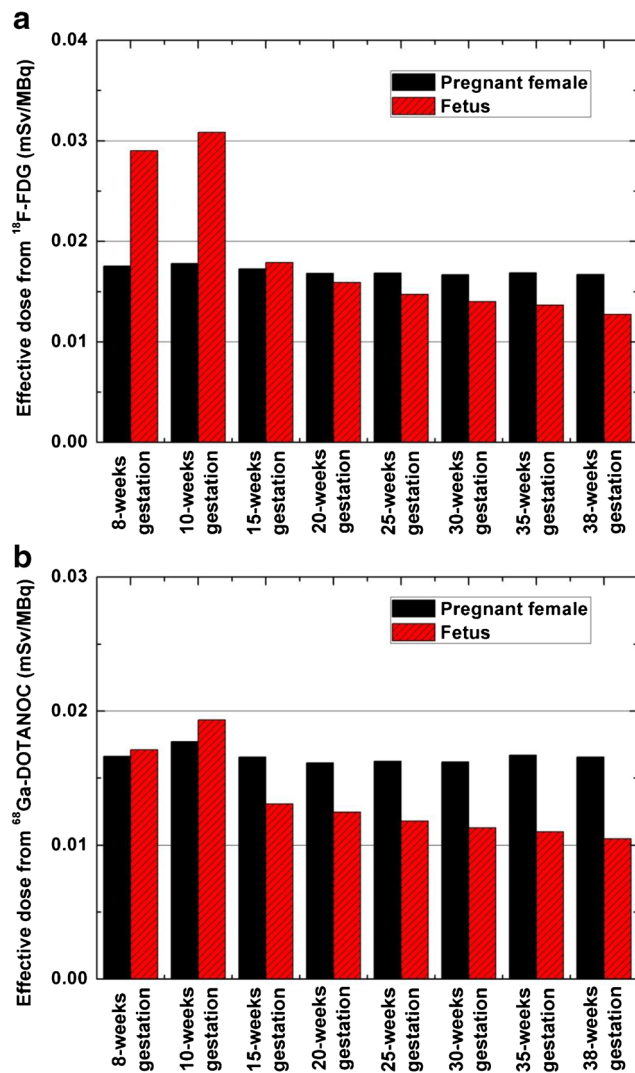 a
Effective dose from ¹⁸F-FDG (mSv/MBq)
0.04
0.03
0.02
0.01
0.00
Pregnant female
Fetus
8-weeks gestation
10-weeks gestation
15-weeks gestation
20-weeks gestation
25-weeks gestation
30-weeks gestation
35-weeks gestation
38-weeks gestation
b
Effective dose from ⁶⁸Ga-DOTANOC (mSv/MBq)
0.03
0.02
0.01
0.00
Pregnant female
Fetus
8-weeks gestation
10-weeks gestation
15-weeks gestation
20-weeks gestation
25-weeks gestation
30-weeks gestation
35-weeks gestation
38-weeks gestation